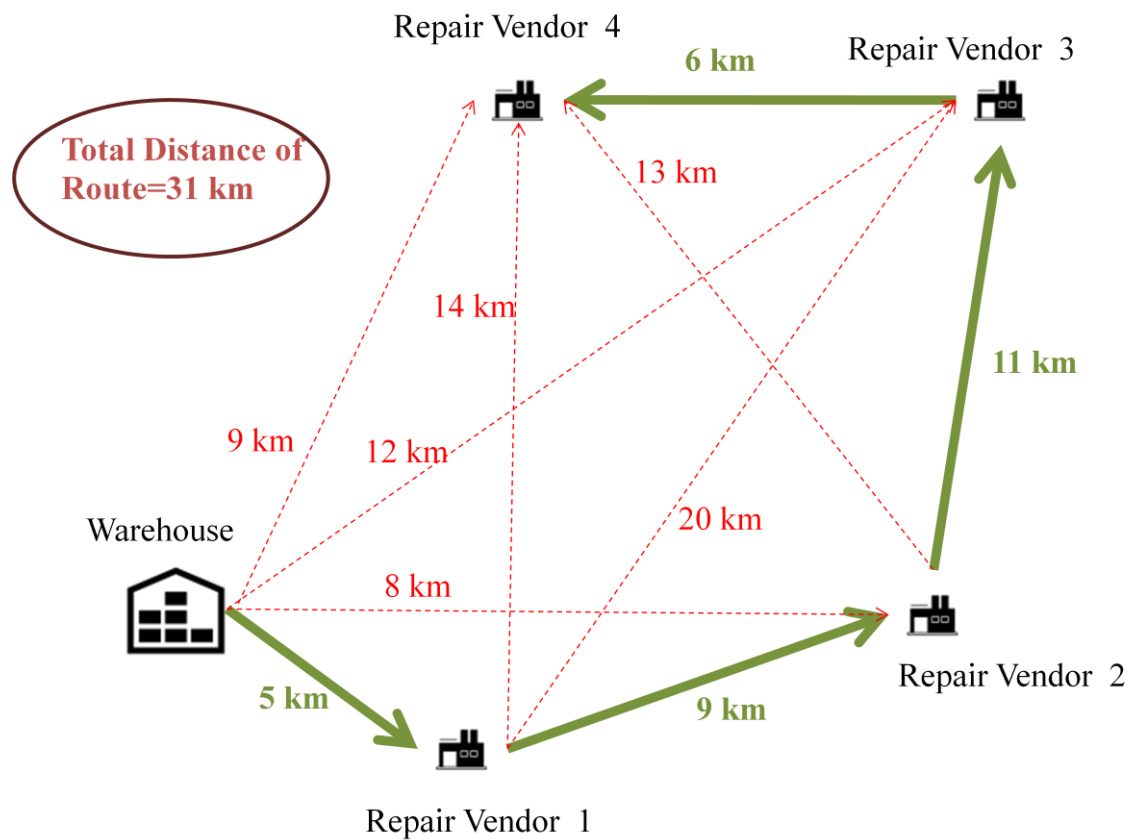 Repair Vendor 4
Repair Vendor 3
6 km
Total Distance of
Route=31 km
13 km
14 km
11 km
9 km
12 km
20 km
Warehouse
8 km
Repair Vendor 2
5 km
9 km
Repair Vendor 1